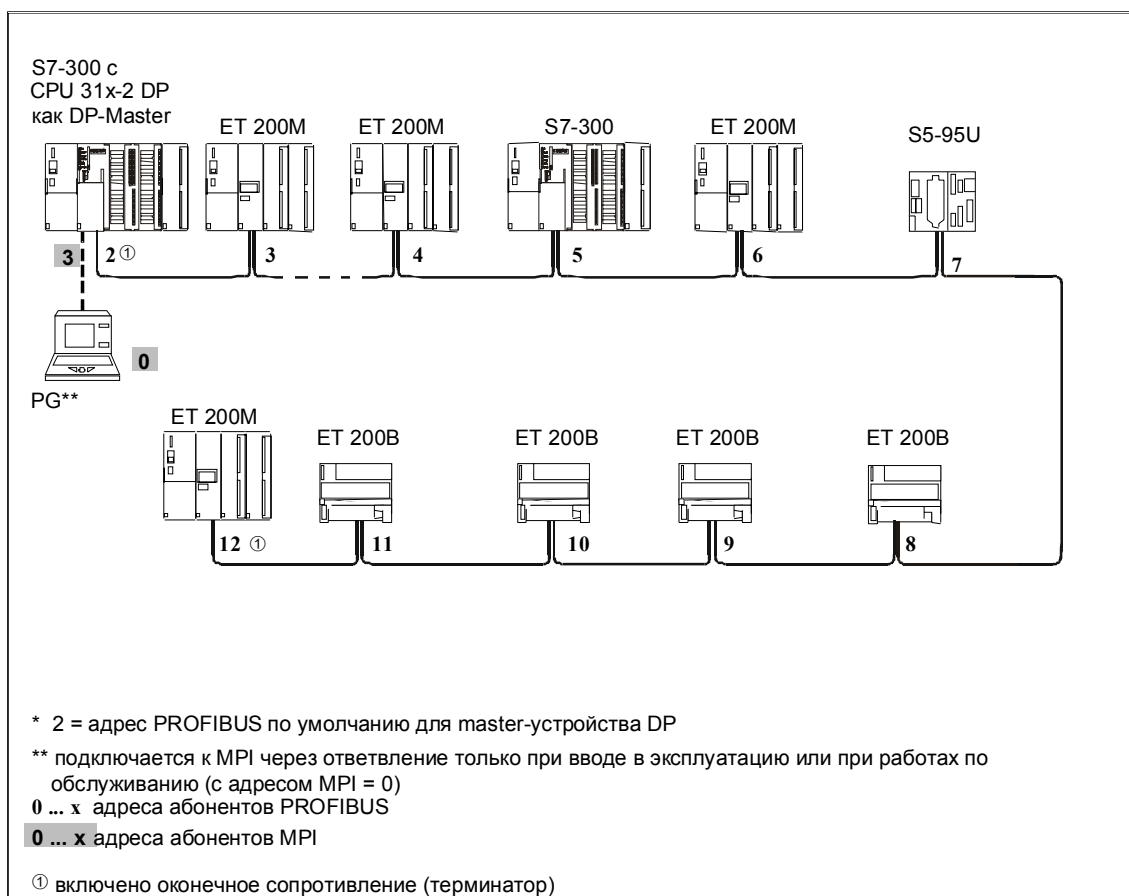 S7-300 с
CPU 31x-2 DP
как DP-Master
ET 200M
ET 200M
S7-300
ET 200M
S5-95U
3
2 ①
3
4
5
6
7
0
PG**
ET 200M
ET 200B
ET 200B
ET 200B
ET 200B
12 ①
11
10
9
8
* 2 = адрес PROFIBUS по умолчанию для master-устройства DP
** подключается к MPI через ответвление только при вводе в эксплуатацию или при работах по
обслуживанию (с адресом MPI = 0)
0 ... x адреса абонентов PROFIBUS
0 ... x адреса абонентов MPI
① включено оконечное сопротивление (терминатор)